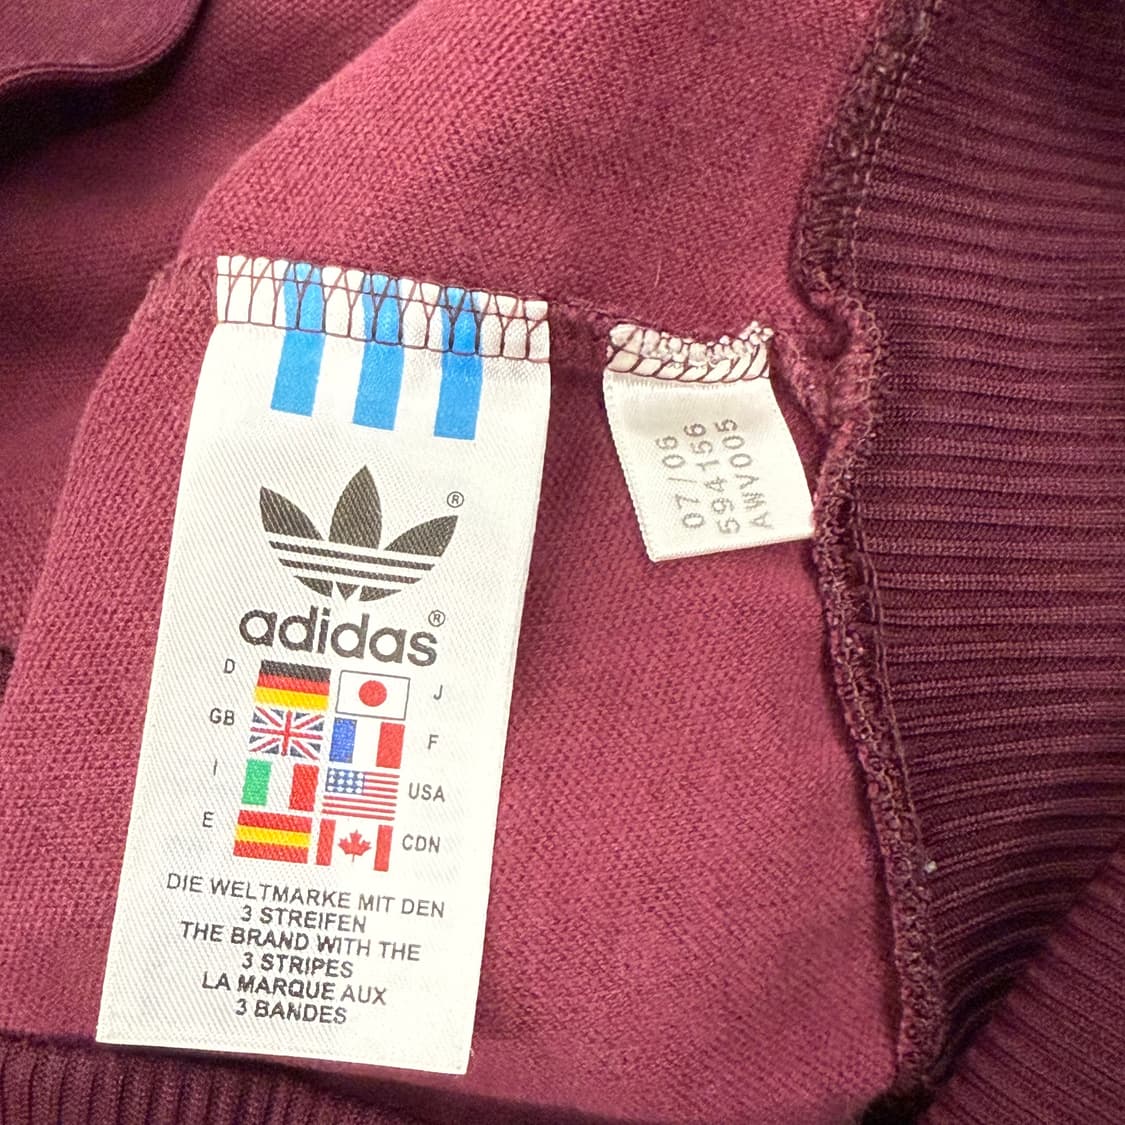 ®
adidas®
D
J
GB
F
I
USA
E
CDN
DIE WELTMARKE MIT DEN
3 STREIFEN
THE BRAND WITH THE
3 STRIPES
LA MARQUE AUX
3 BANDES
07/06
594156
AWV005